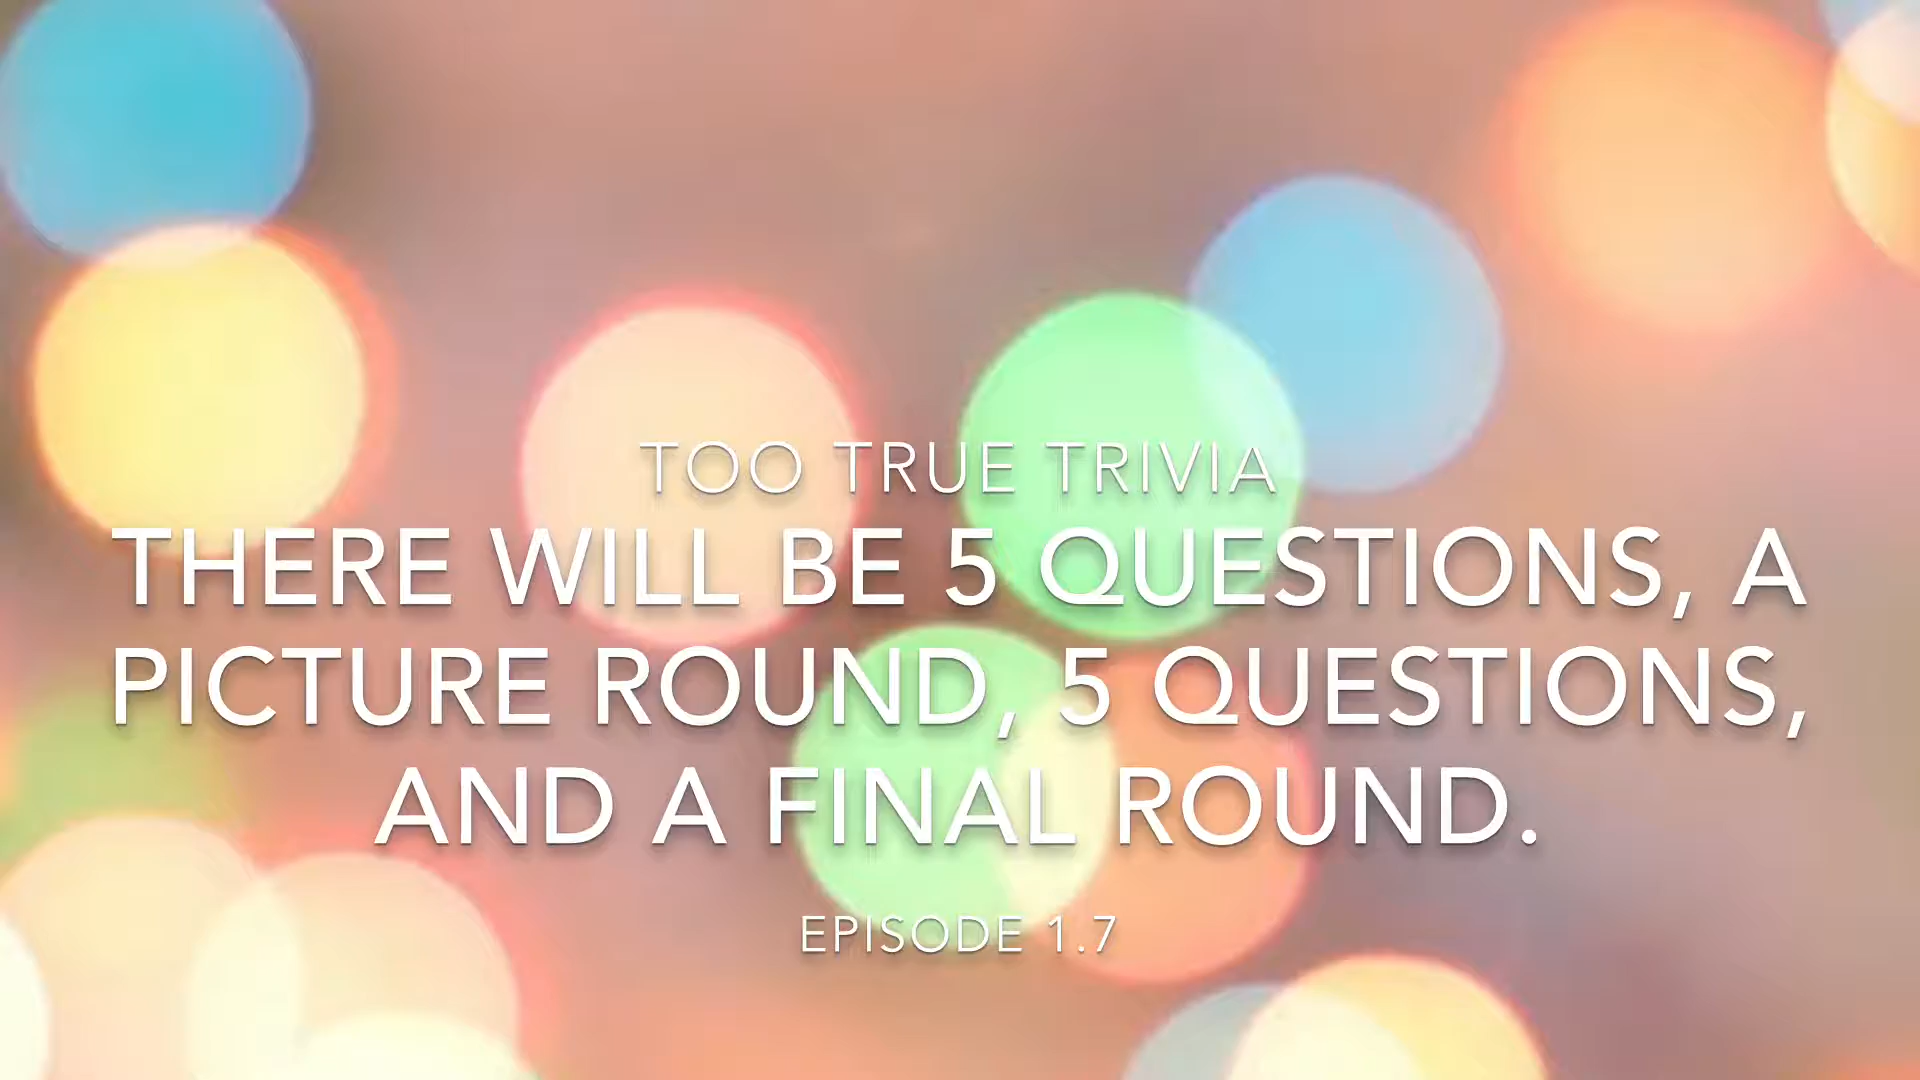 TOO TRUE TRIVIA
THERE WILL BE 5 QUESTIONS, A
PICTURE ROUND, 5 QUESTIONS,
AND A FINAL ROUND.
EPISODE 1.7